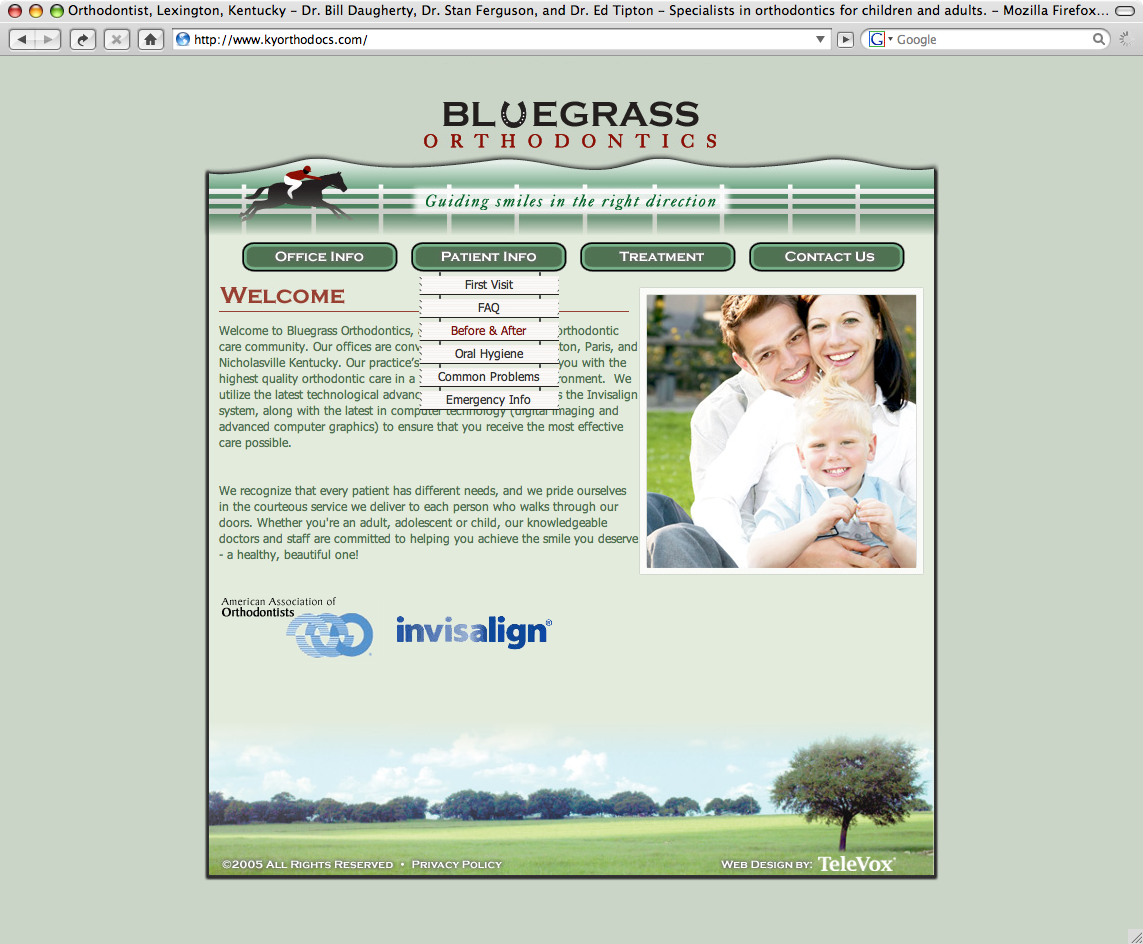 Orthodontist, Lexington, Kentucky – Dr. Bill Daugherty, Dr. Stan Ferguson, and Dr. Ed Tipton – Specialists in orthodontics for children and adults. – Mozilla Firefox...
http://www.kyorthodocs.com/
G Google
BLUEGRASS
ORTHODONTICS
Guiding smiles in the right direction
OFFICE INFO PATIENT INFO TREATMENT CONTACT US
First Visit
FAQ
Before & After
Oral Hygiene
Common Problems
Emergency Info
WELCOME
Welcome to Bluegrass Orthodontics, orthodontic
care community. Our offices are Paris, and
Nicholasville Kentucky. Our practice's you with the
highest quality orthodontic care in a We
utilize the latest technological the Invisalign
system, along with the latest in computer technology (digital imaging and
advanced computer graphics) to ensure that you receive the most effective
care possible.
We recognize that every patient has different needs, and we pride ourselves
in the courteous service we deliver to each person who walks through our
doors. Whether you're an adult, adolescent or child, our knowledgeable
doctors and staff are committed to helping you achieve the smile you deserve
- a healthy, beautiful one!
American Association of
Orthodontists
invisalign®
©2005 ALL RIGHTS RESERVED • PRIVACY POLICY WEB DESIGN BY: TeleVox